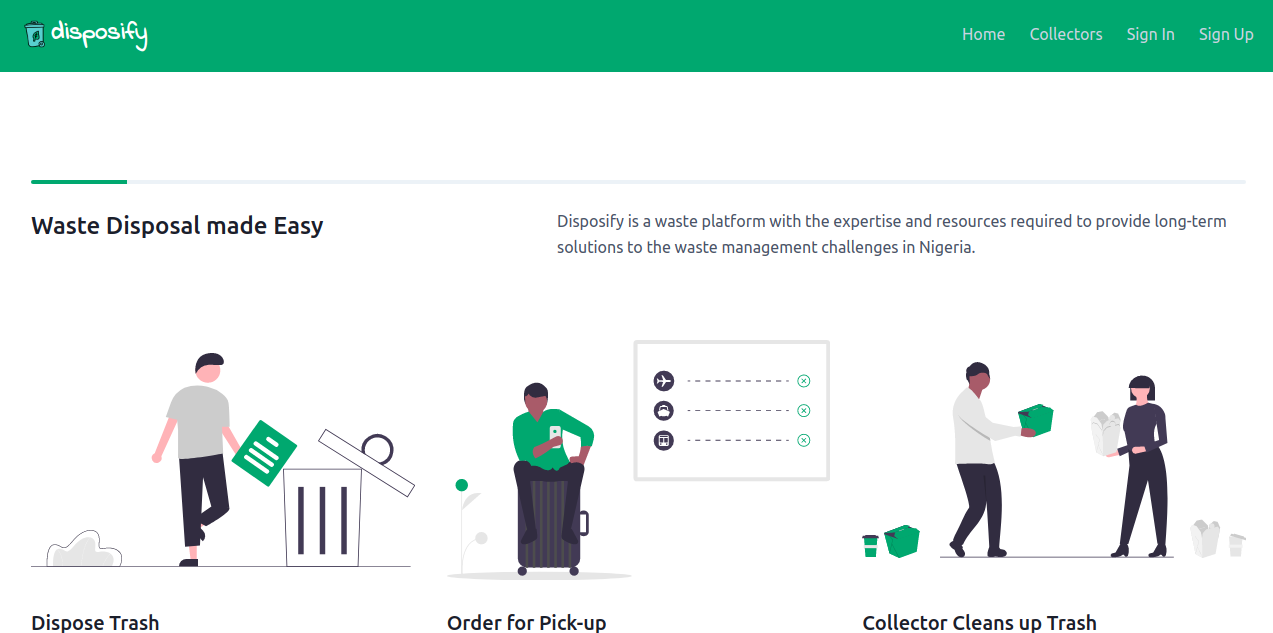 disposify
Home Collectors Sign In Sign Up
Waste Disposal made Easy
Disposify is a waste platform with the expertise and resources required to provide long-term
solutions to the waste management challenges in Nigeria.
Dispose Trash
Order for Pick-up
Collector Cleans up Trash